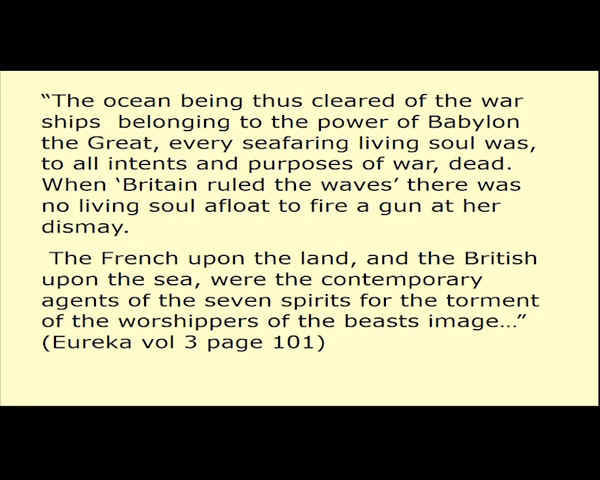 “The ocean being thus cleared of the war
ships  belonging to the power of Babylon
the Great, every seafaring living soul was,
to all intents and purposes of war, dead.
When ‘Britain ruled the waves’ there was
no living soul afloat to fire a gun at her
dismay.
The French upon the land, and the British
upon the sea, were the contemporary
agents of the seven spirits for the torment
of the worshippers of the beasts image…”
(Eureka vol 3 page 101)